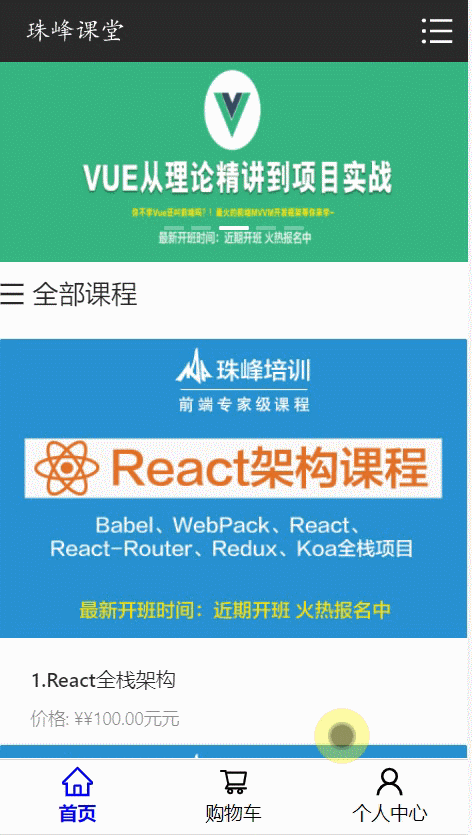 珠峰课堂
VUE从理论精讲到项目实战
你不学Vue还叫前端吗？！最火的前端MVVM开发框架等你来学~
最新开班时间：近期开班 火热报名中
全部课程
珠峰培训
前端专家级课程
React架构课程
Babel、WebPack、React、
React-Router、Redux、Koa全栈项目
最新开班时间：近期开班 火热报名中
1.React全栈架构
价格: ¥¥100.00元元
首页
购物车
个人中心